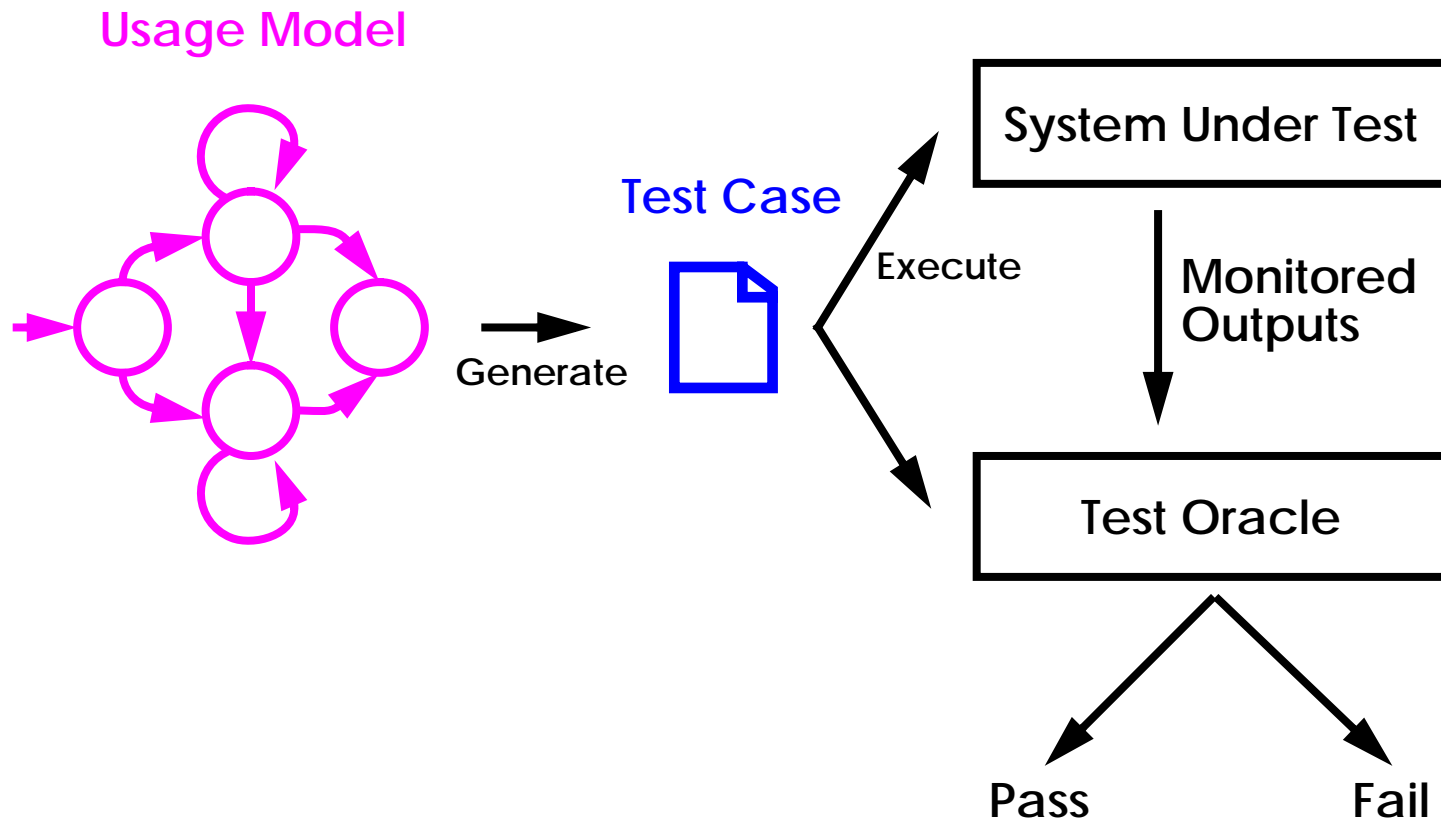 Usage Model
System Under Test
Test Case
Execute
Monitored
Outputs
Generate
Test Oracle
Pass
Fail